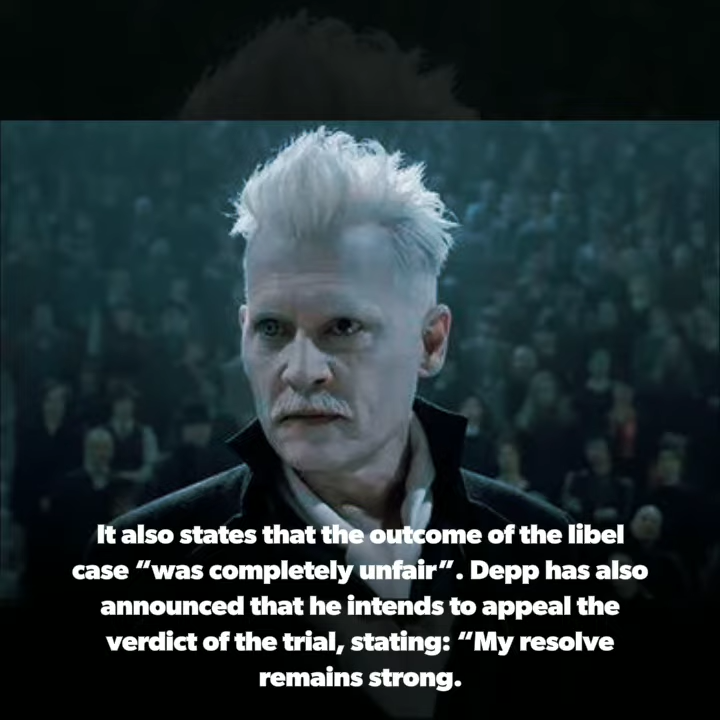 It also states that the outcome of the libel
case “was completely unfair”. Depp has also
announced that he intends to appeal the
verdict of the trial, stating: “My resolve
remains strong.